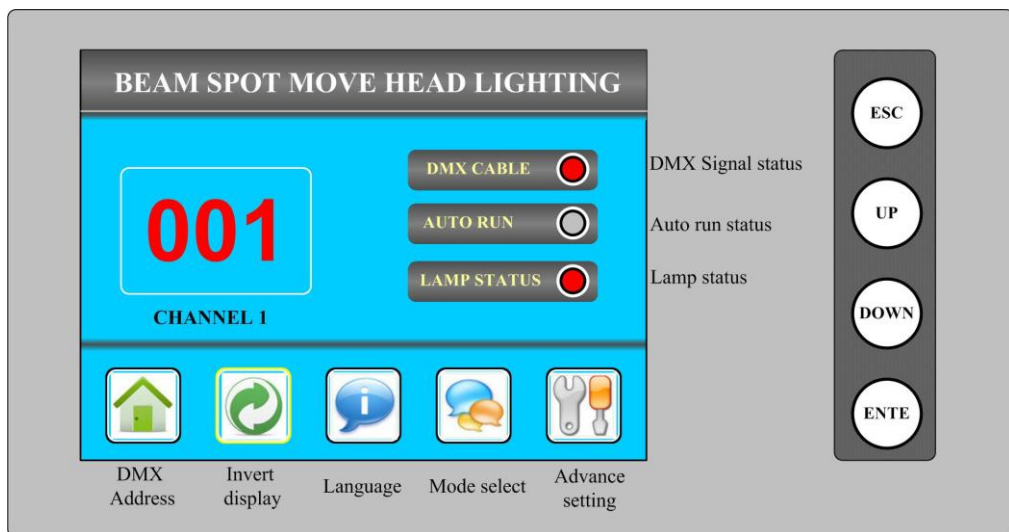 BEAM SPOT MOVE HEAD LIGHTING
001
CHANNEL 1
DMX CABLE
DMX Signal status
AUTO RUN
Auto run status
LAMP STATUS
Lamp status
i
DMX
Address
Invert
display
Language
Mode select
Advance
setting
ESC
UP
DOWN
ENTE